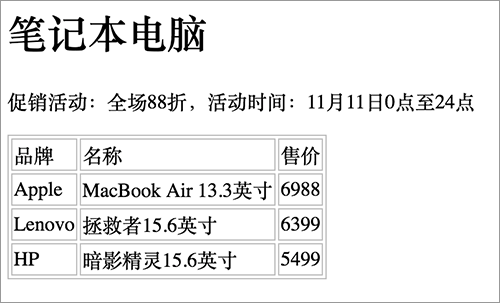 笔记本电脑
促销活动：全场88折，活动时间：11月11日0点至24点
品牌 名称 售价
Apple MacBook Air 13.3英寸 6988
Lenovo 拯救者15.6英寸 6399
HP 暗影精灵15.6英寸 5499